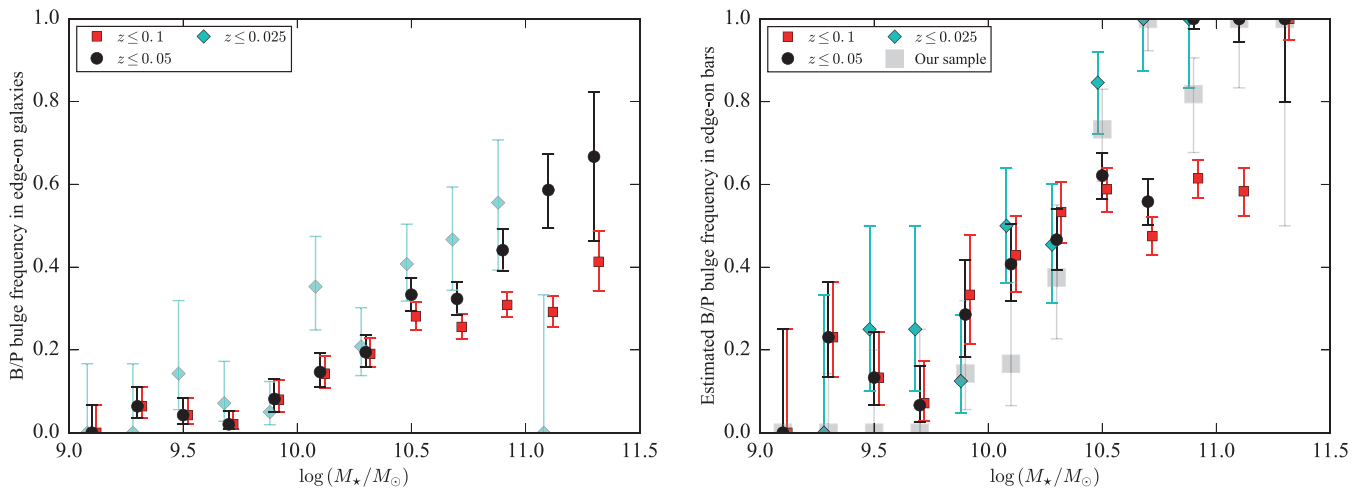 B/P bulge frequency in edge-on galaxies
1.0
0.8
0.6
0.4
0.2
0.0
z ≤ 0.1
z ≤ 0.025
z ≤ 0.05
9.0 9.5 10.0 10.5 11.0 11.5
log (M⋆/M⊙)
Estimated B/P bulge frequency in edge-on bars
1.0
0.8
0.6
0.4
0.2
0.0
z ≤ 0.1
z ≤ 0.025
z ≤ 0.05
Our sample
9.0 9.5 10.0 10.5 11.0 11.5
log (M⋆/M⊙)